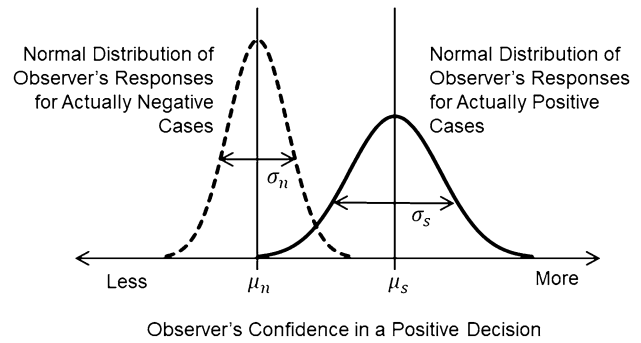 Normal Distribution of
Observer's Responses
for Actually Negative
Cases
Normal Distribution of
Observer's Responses
for Actually Positive
Cases
σn
σs
Less
μn
μs
More
Observer's Confidence in a Positive Decision